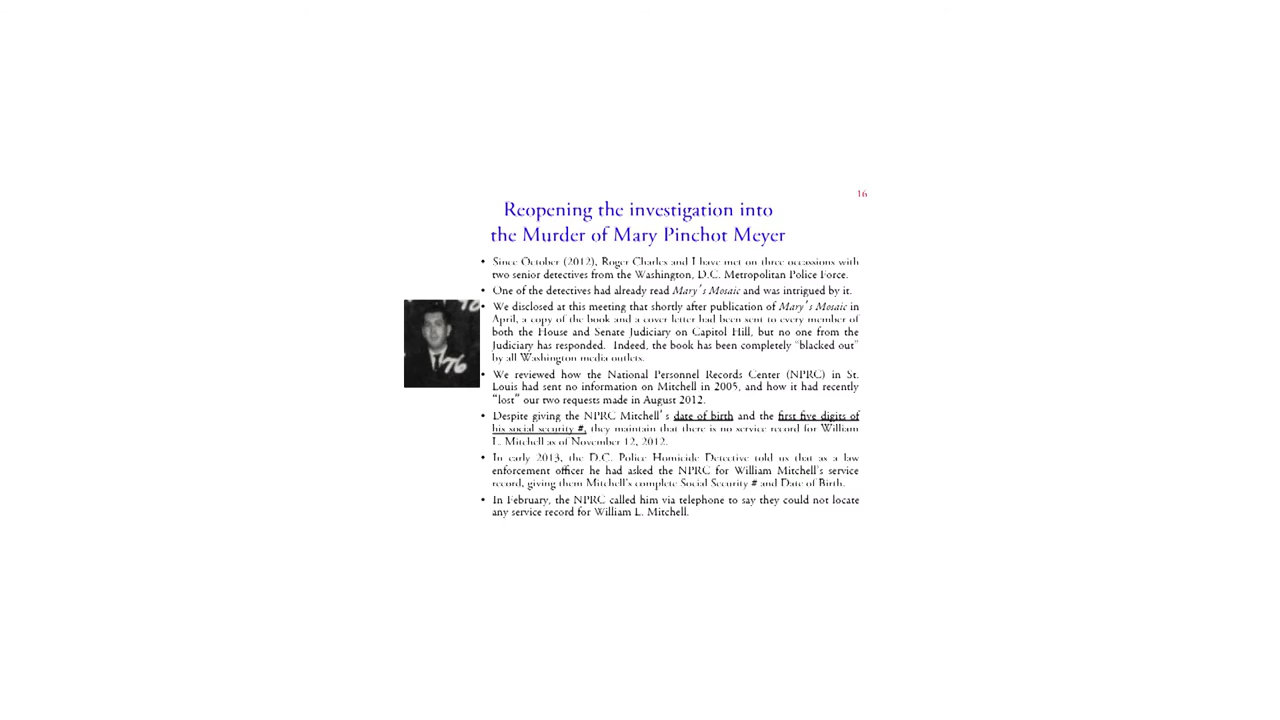 16
Reopening the investigation into
the Murder of Mary Pinchot Meyer
• Since October (2012), Roger Charles and I have met on three occassions with
two senior detectives from the Washington, D.C. Metropolitan Police Force.
• One of the detectives had already read Mary's Mosaic and was intrigued by it.
• We disclosed at this meeting that shortly after publication of Mary's Mosaic in
April, a copy of the book and a cover letter had been sent to every member of
both the House and Senate Judiciary on Capitol Hill, but no one from the
Judiciary has responded. Indeed, the book has been completely "blacked out"
by all Washington media outlets.
• We reviewed how the National Personnel Records Center (NPRC) in St.
Louis had sent no information on Mitchell in 2005, and how it had recently
"lost" our two requests made in August 2012.
• Despite giving the NPRC Mitchell's date of birth and the first five digits of
his social security #, they maintain that there is no service record for William
L. Mitchell as of November 12, 2012.
• In early 2013, the D.C. Police Homicide Detective told us that as a law
enforcement officer he had asked the NPRC for William Mitchell's service
record, giving them Mitchell's complete Social Security # and Date of Birth.
• In February, the NPRC called him via telephone to say they could not locate
any service record for William L. Mitchell.
76